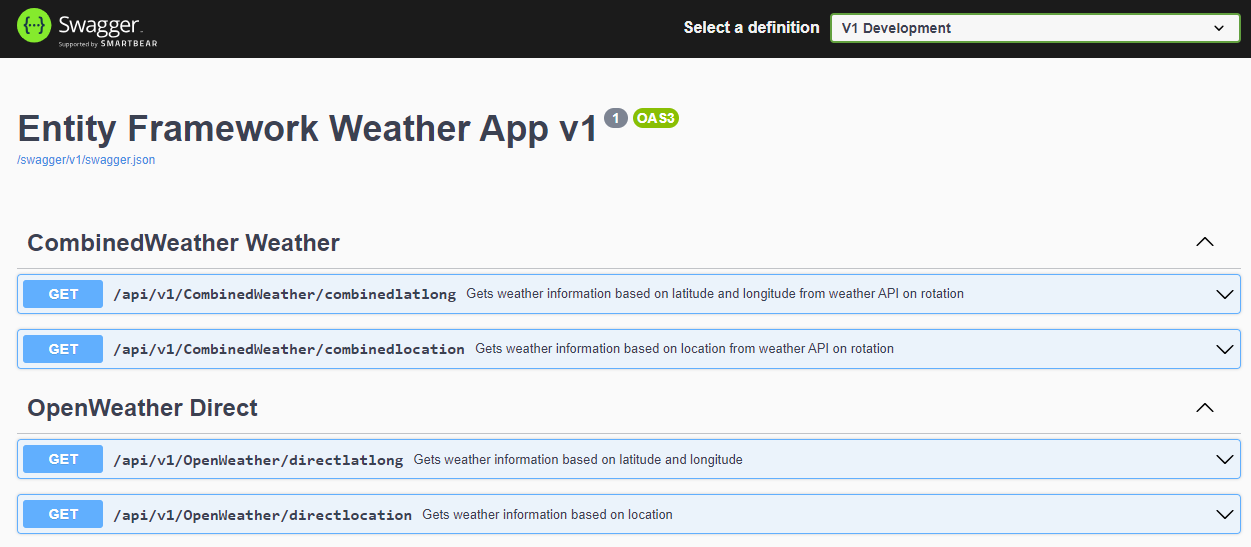 Swagger
Supported by SMARTBEAR
Select a definition
V1 Development
Entity Framework Weather App v1 1 OAS3
/swagger/v1/swagger.json
CombinedWeather Weather
GET /api/v1/CombinedWeather/combinedlatlong Gets weather information based on latitude and longitude from weather API on rotation
GET /api/v1/CombinedWeather/combinedlocation Gets weather information based on location from weather API on rotation
OpenWeather Direct
GET /api/v1/OpenWeather/directlatlong Gets weather information based on latitude and longitude
GET /api/v1/OpenWeather/directlocation Gets weather information based on location